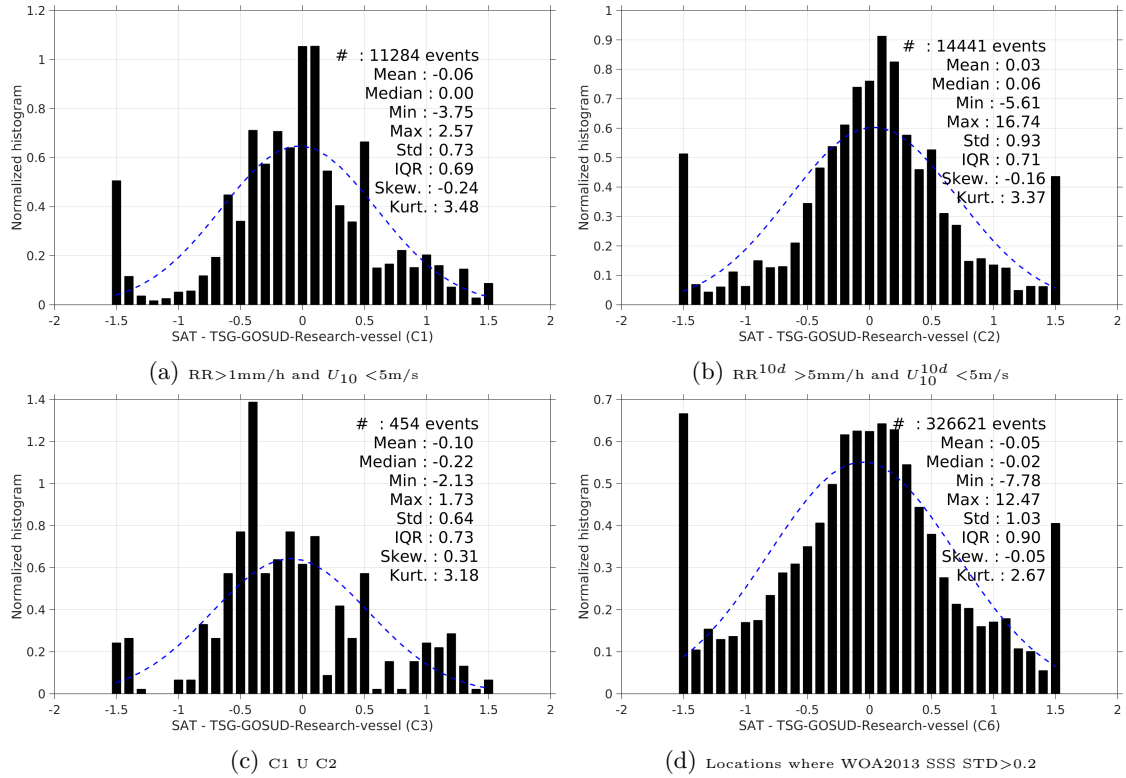 1.2
1
0.8
0.6
0.4
0.2
0
Normalized histogram
# : 11284 events
Mean : -0.06
Median : 0.00
Min : -3.75
Max : 2.57
Std : 0.73
IQR : 0.69
Skew. : -0.24
Kurt. : 3.48
-2 -1.5 -1 -0.5 0 0.5 1 1.5 2
SAT - TSG-GOSUD-Research-vessel (C1)
(a) RR>1mm/h and U10 <5m/s
1
0.9
0.8
0.7
0.6
0.5
0.4
0.3
0.2
0.1
0
Normalized histogram
# : 14441 events
Mean : 0.03
Median : 0.06
Min : -5.61
Max : 16.74
Std : 0.93
IQR : 0.71
Skew. : -0.16
Kurt. : 3.37
-2 -1.5 -1 -0.5 0 0.5 1 1.5 2
SAT - TSG-GOSUD-Research-vessel (C2)
(b) RR^10d >5mm/h and U10^10d <5m/s
1.4
1.2
1
0.8
0.6
0.4
0.2
0
Normalized histogram
# : 454 events
Mean : -0.10
Median : -0.22
Min : -2.13
Max : 1.73
Std : 0.64
IQR : 0.73
Skew. : 0.31
Kurt. : 3.18
-2 -1.5 -1 -0.5 0 0.5 1 1.5 2
SAT - TSG-GOSUD-Research-vessel (C3)
(c) C1 U C2
0.7
0.6
0.5
0.4
0.3
0.2
0.1
0
Normalized histogram
# : 326621 events
Mean : -0.05
Median : -0.02
Min : -7.78
Max : 12.47
Std : 1.03
IQR : 0.90
Skew. : -0.05
Kurt. : 2.67
-2 -1.5 -1 -0.5 0 0.5 1 1.5 2
SAT - TSG-GOSUD-Research-vessel (C6)
(d) Locations where WOA2013 SSS STD>0.2